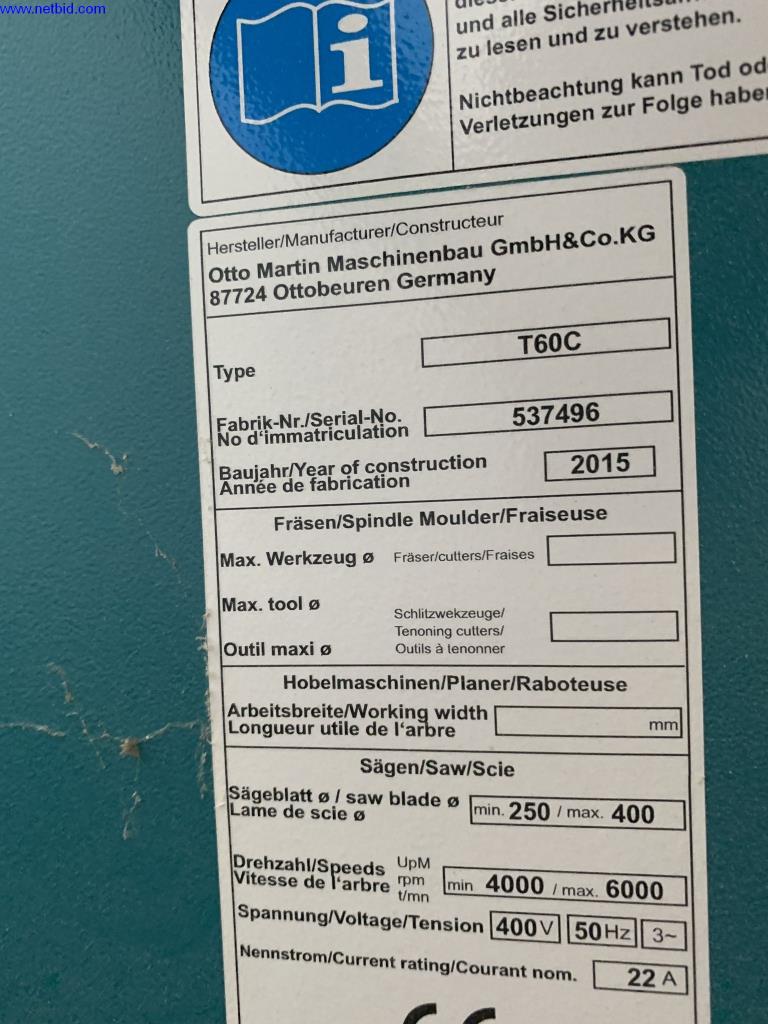 www.netbid.com
und alle
zu lesen und zu verstehen.
Nichtbeachtung kann Tod
Verletzungen zur Folge
Hersteller/Manufacturer/Constructeur
Otto Martin Maschinenbau GmbH&Co.KG
87724 Ottobeuren Germany
Type T60C
Fabrik-Nr./Serial-No. 537496
No d'immatriculation
Baujahr/Year of construction 2015
Année de fabrication
Fräsen/Spindle Moulder/Fraiseuse
Max. Werkzeug ø Fräser/cutters/Fraises
Max. tool ø Schlitzwekzeuge/
Tenoning cutters/
Outil maxi ø Outils à tenonner
Hobelmaschinen/Planer/Raboteuse
Arbeitsbreite/Working width mm
Longueur utile de l'arbre
Sägen/Saw/Scie
Sägeblatt ø / saw blade ø min. 250 / max. 400
Lame de scie ø
Drehzahl/Speeds UpM
Vitesse de l'arbre rpm min 4000 / max. 6000
t/mn
Spannung/Voltage/Tension 400 V 50 Hz 3~
Nennstrom/Current rating/Courant nom. 22 A